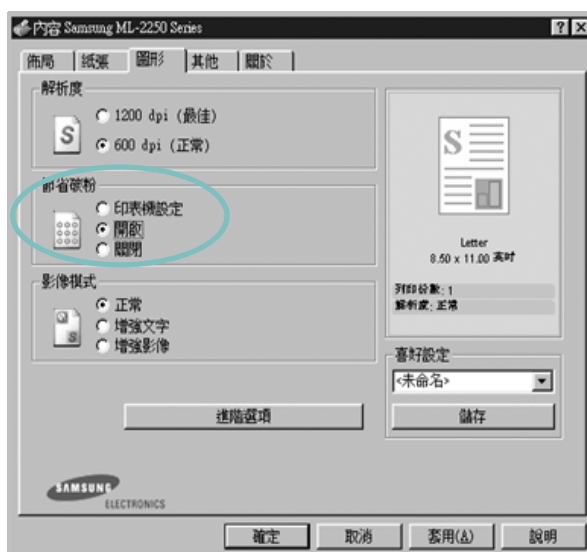 內容 Samsung ML-2250 Series
佈局 紙張 圖形 其他 關於
解析度
1200 dpi (最佳)
600 dpi (正常)
節省碳粉
印表機設定
開啟
關閉
影像模式
正常
增強文字
增強影像
進階選項
Letter
8.50 x 11.00 英吋
列印份數: 1
解析度: 正常
喜好設定
<未命名>
儲存
SAMSUNG
ELECTRONICS
確定 取消 套用(A) 說明